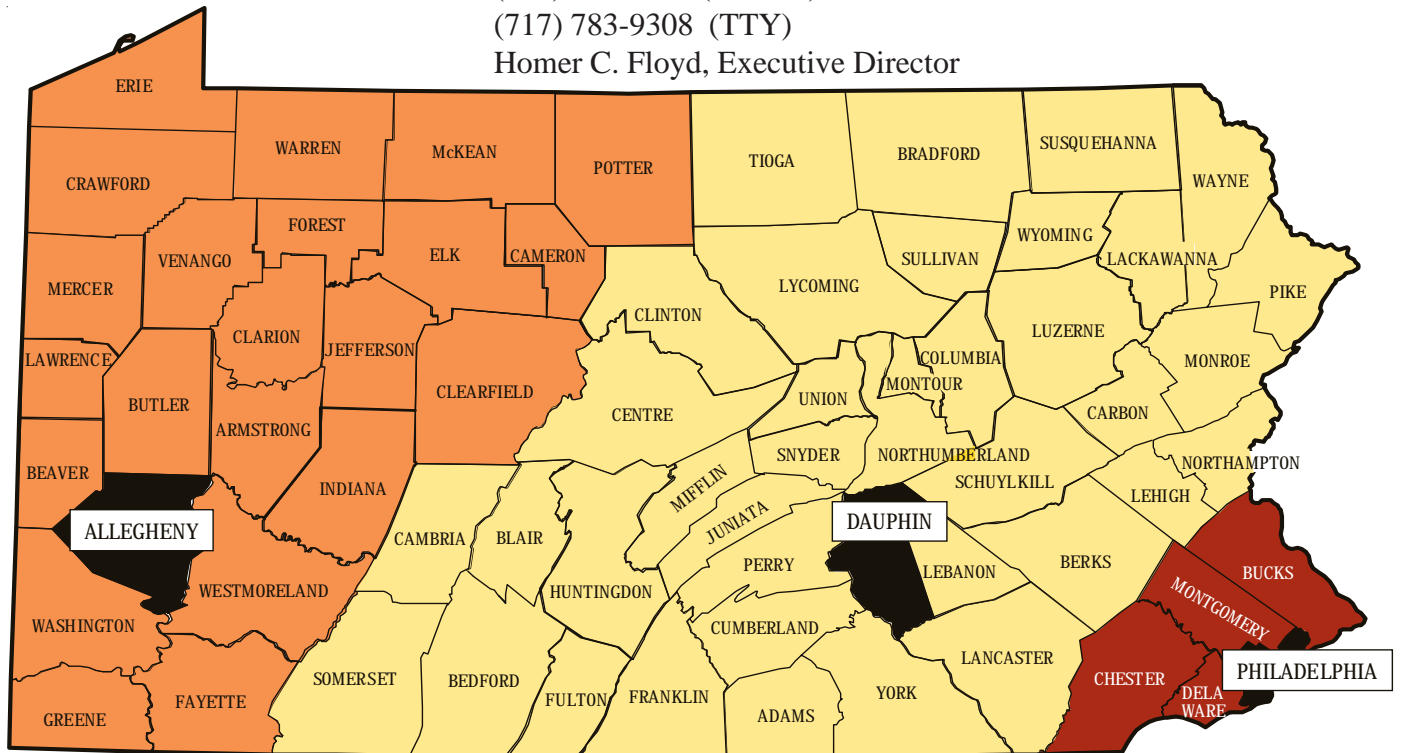 (717) 783-9308 (TTY)
Homer C. Floyd, Executive Director
ERIE
WARREN
McKEAN
POTTER
TIOGA
BRADFORD
SUSQUEHANNA
WAYNE
CRAWFORD
FOREST
VENANGO
ELK
CAMERON
SULLIVAN
WYOMING
LACKAWANNA
MERCER
LYCOMING
PIKE
CLARION
CLINTON
LUZERNE
LAWRENCE
JEFFERSON
COLUMBIA
MONROE
CLEARFIELD
MONTOUR
BUTLER
UNION
CENTRE
CARBON
ARMSTRONG
SNYDER
NORTHUMBERLAND
NORTHAMPTON
BEAVER
INDIANA
MIFFLIN
SCHUYLKILL
LEHIGH
ALLEGHENY
JUNIATA
DAUPHIN
CAMBRIA
BLAIR
PERRY
LEBANON
BERKS
BUCKS
WESTMORELAND
HUNTINGDON
MONTGOMERY
WASHINGTON
CUMBERLAND
LANCASTER
SOMERSET
BEDFORD
CHESTER
PHILADELPHIA
FAYETTE
FULTON
FRANKLIN
YORK
DELA
WARE
GREENE
ADAMS